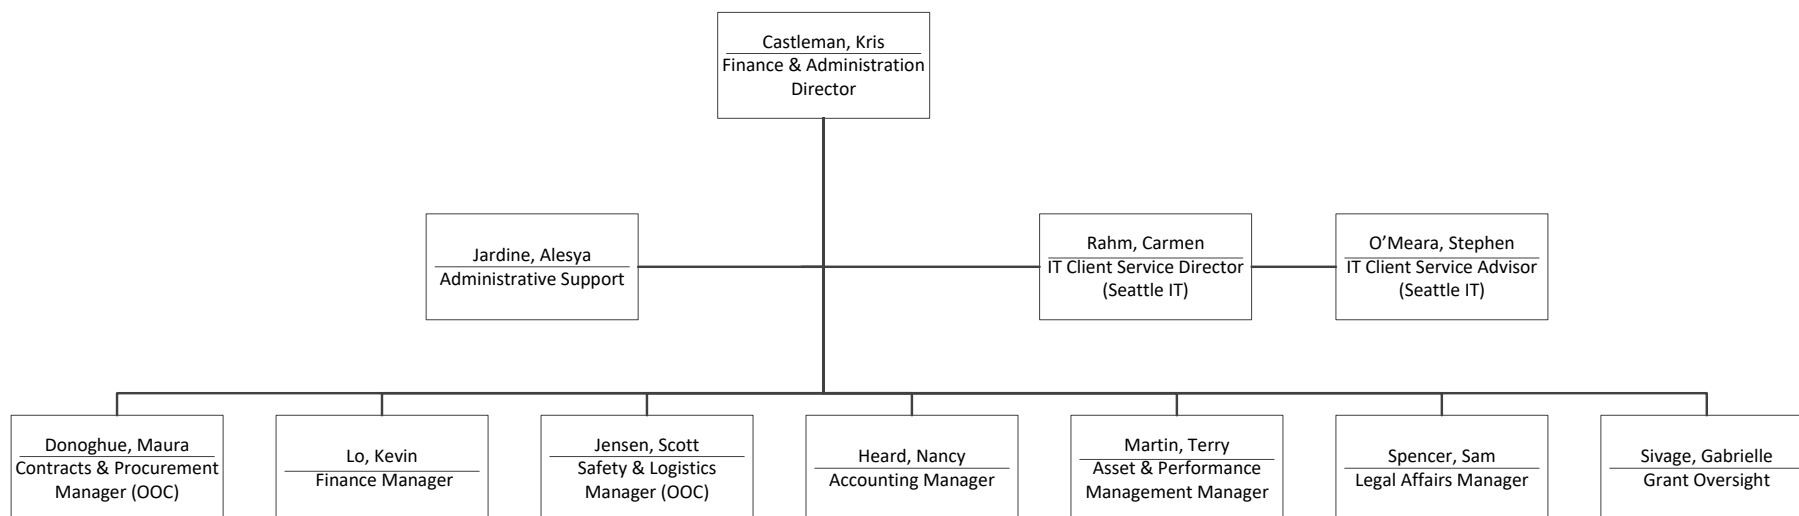 Castleman, Kris
Finance & Administration
Director
Jardine, Alesya
Administrative Support
Rahm, Carmen
IT Client Service Director
(Seattle IT)
O’Meara, Stephen
IT Client Service Advisor
(Seattle IT)
Donoghue, Maura
Contracts & Procurement
Manager (OOC)
Lo, Kevin
Finance Manager
Jensen, Scott
Safety & Logistics
Manager (OOC)
Heard, Nancy
Accounting Manager
Martin, Terry
Asset & Performance
Management Manager
Spencer, Sam
Legal Affairs Manager
Sivage, Gabrielle
Grant Oversight